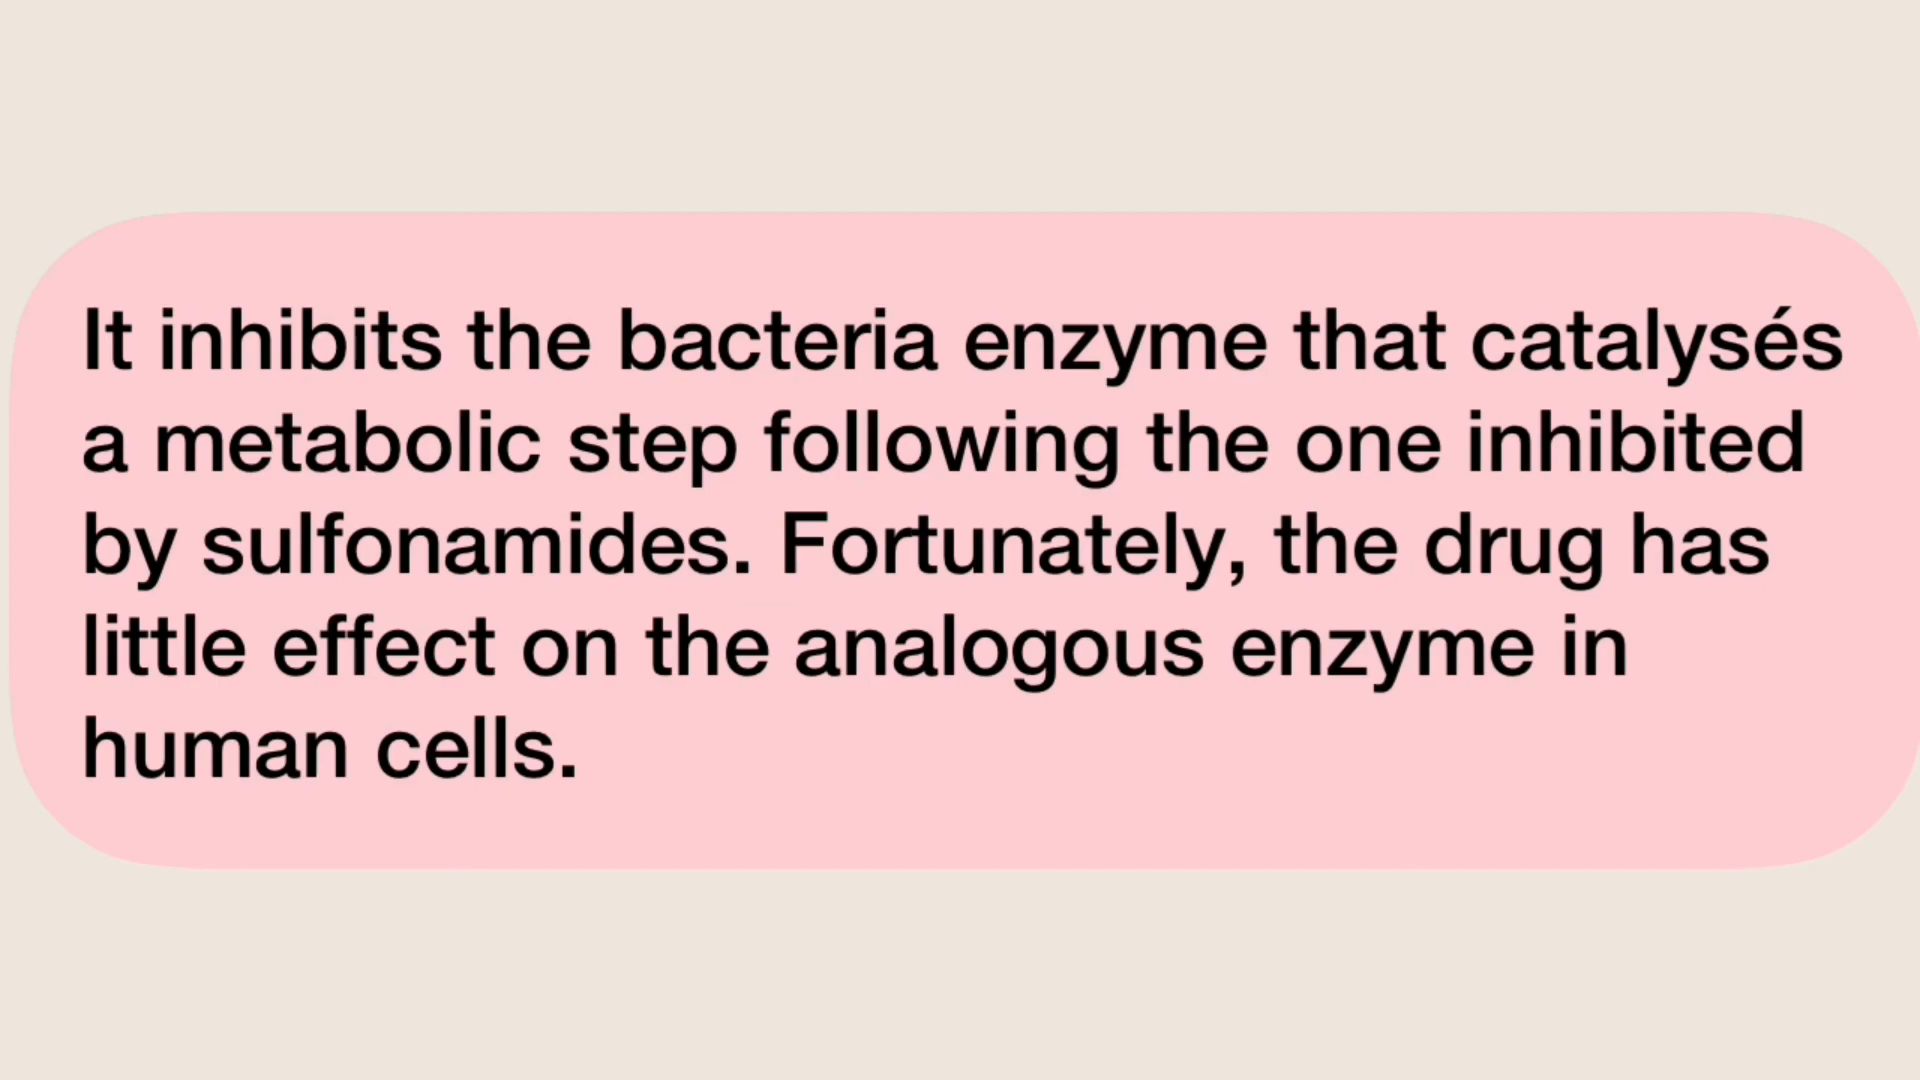 It inhibits the bacteria enzyme that catalysés
a metabolic step following the one inhibited
by sulfonamides. Fortunately, the drug has
little effect on the analogous enzyme in
human cells.